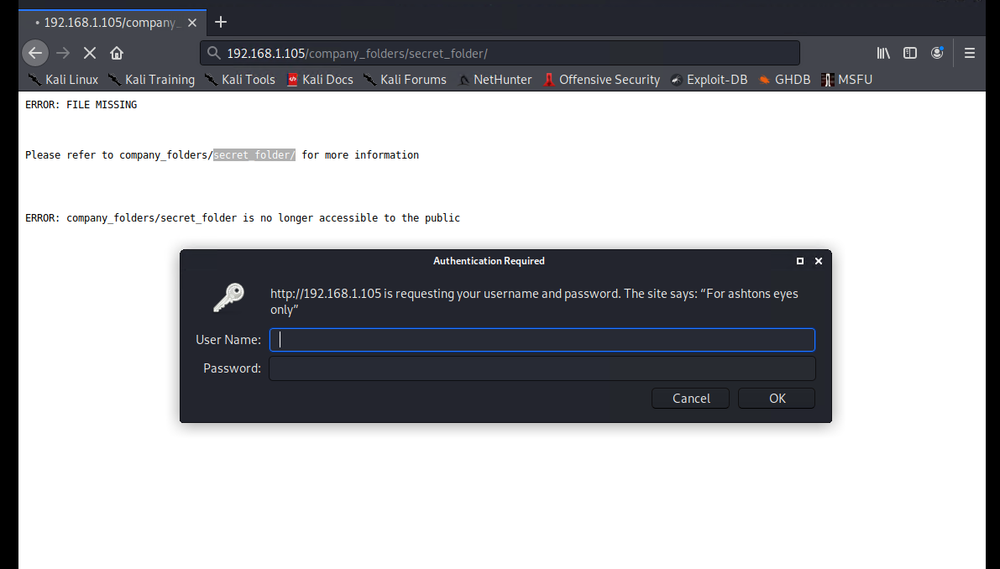 192.168.1.105/company_
192.168.1.105/company_folders/secret_folder/
Kali Linux Kali Training Kali Tools Kali Docs Kali Forums NetHunter Offensive Security Exploit-DB GHDB MSFU
ERROR: FILE MISSING
Please refer to company_folders/secret_folder/ for more information
ERROR: company_folders/secret_folder is no longer accessible to the public
Authentication Required
http://192.168.1.105 is requesting your username and password. The site says: “For ashtons eyes
only”
User Name:
Password:
Cancel OK